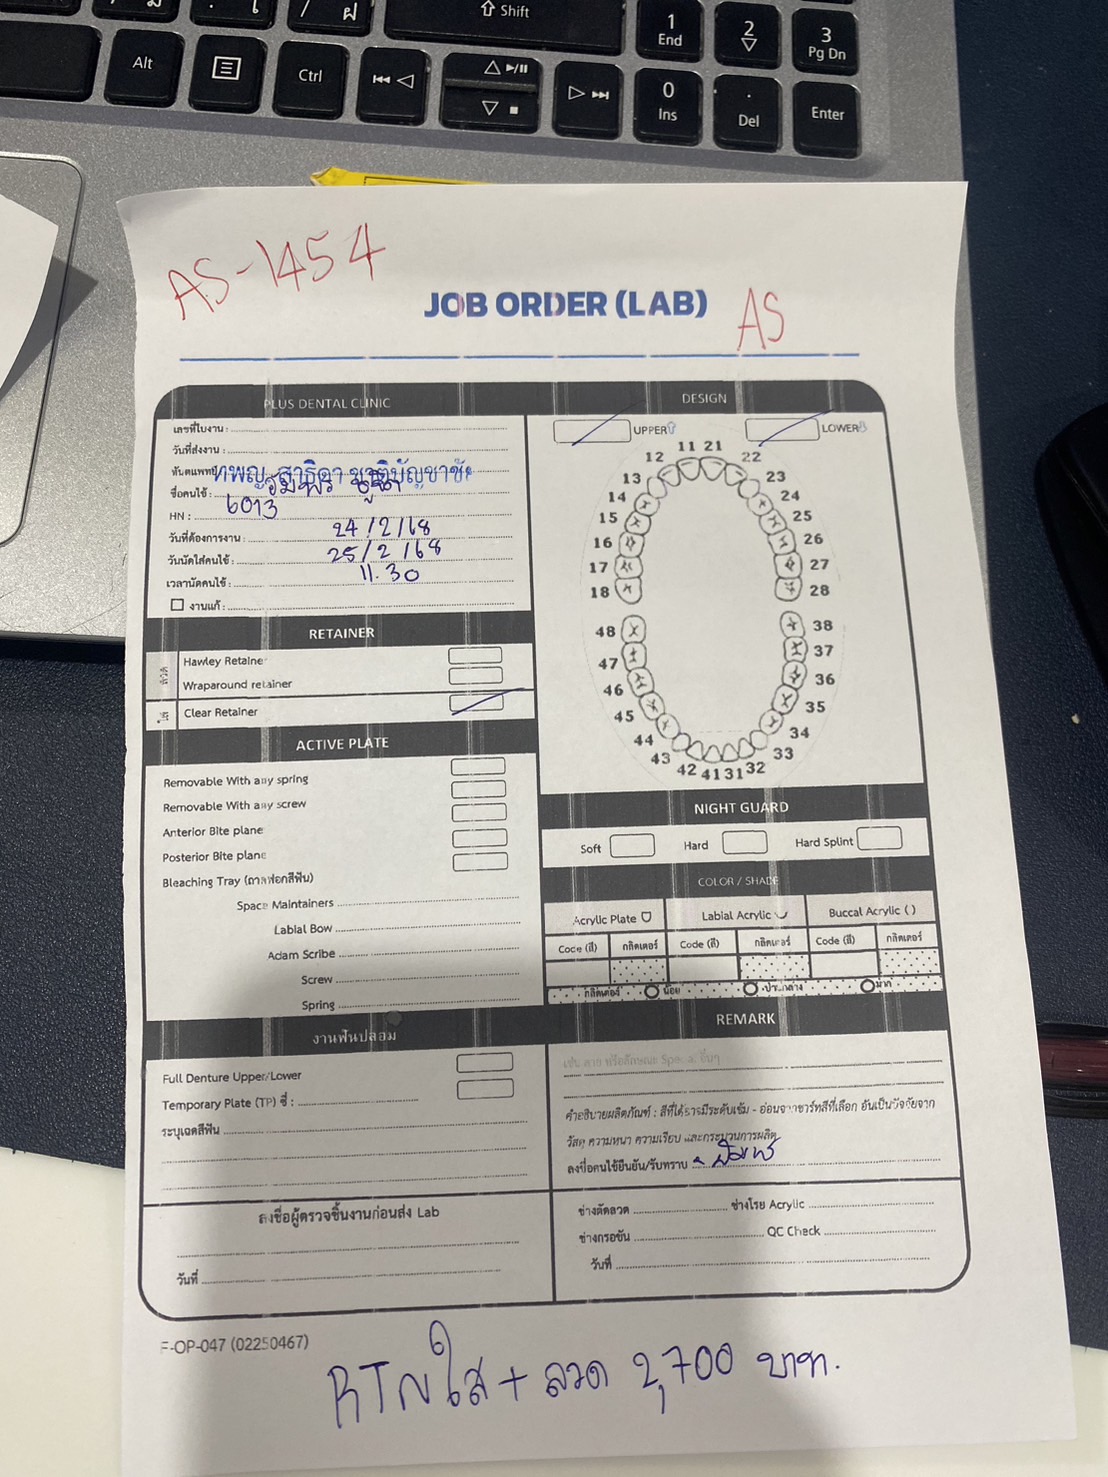 Shift
Alt
Ctrl
1
End
2
3
Pg Dn
0
Ins
.
Del
Enter
AS-1454
JOB ORDER (LAB)
AS
PLUS DENTAL CLINIC
เลขที่ใบงาน :
วันที่ส่งงาน :
ทันตแพทย์ ทพญ. สาธิดา
ชื่อคนไข้ :
HN : 6013
วันที่ต้องการงาน : 24/2/68
วันนัดใส่คนไข้ : 25/2/68
เวลานัดคนไข้ : 11.30
งานแก้ :
DESIGN
UPPER
LOWER
11 21
12 22
13 23
14 24
15 25
16 26
17 27
18 28
48 38
47 37
46 36
45 35
44 34
43 33
42 41 31 32
RETAINER
ลวด
Hawley Retaine
Wraparound retainer
ใส
Clear Retainer
ACTIVE PLATE
Removable With any spring
Removable With any screw
Anterior Bite plane
Posterior Bite plane
Bleaching Tray (ถาดฟอกสีฟัน)
Space Maintainers
Labial Bow
Adam Scribe
Screw
Spring
NIGHT GUARD
Soft
Hard
Hard Splint
COLOR / SHADE
Acrylic Plate
Labial Acrylic
Buccal Acrylic ( )
Code (สี) กลิตเตอร์ Code (สี) กลิตเตอร์ Code (สี) กลิตเตอร์
กลิตเตอร์ น้อย ปานกลาง มาก
งานฟันปลอม
Full Denture Upper/Lower
Temporary Plate (TP) ซี่ :
ระบุเฉดสีฟัน
REMARK
เช่น ลาย หรือลักษณะ Special อื่นๆ
คำอธิบายผลิตภัณฑ์ : สีที่ได้อาจมีระดับเข้ม - อ่อนจากชาร์ทสีที่เลือก อันเป็นปัจจัยจาก
วัสดุ ความหนา ความเรียบ และกระบวนการผลิต
ลงชื่อคนไข้ยืนยัน/รับทราบ
ลงชื่อผู้ตรวจชิ้นงานก่อนส่ง Lab
วันที่
ช่างดัดลวด ช่างโรย Acrylic
ช่างกรอขัน QC Check
วันที่
F-OP-047 (02250467)
RTNใส + ลวด 2,700 บาท.